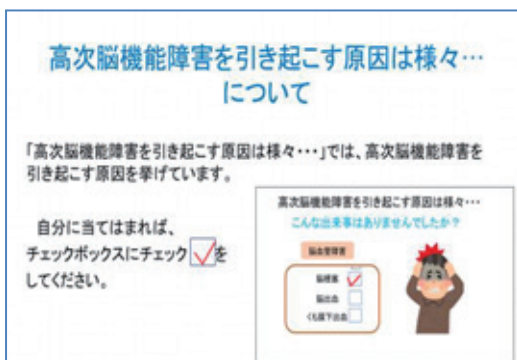 高次脳機能障害を引き起こす原因は様々…
について
「高次脳機能障害を引き起こす原因は様々・・・」では、高次脳機能障害を
引き起こす原因を挙げています。
自分に当てはまれば、
チェックボックスにチェック✓を
してください。
高次脳機能障害を引き起こす原因は様々・・・
こんな出来事はありませんでしたか?
脳血管障害
脳梗塞
脳出血
くも膜下出血